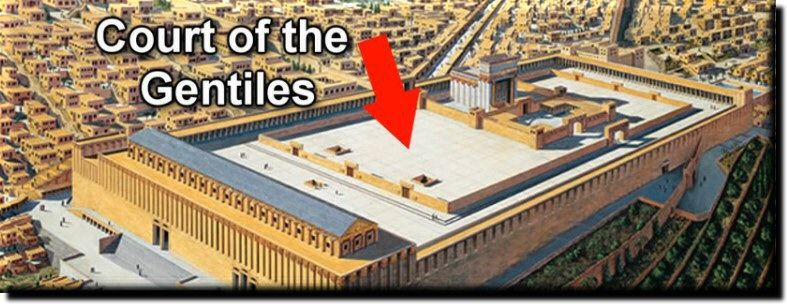 Court of the
Gentiles